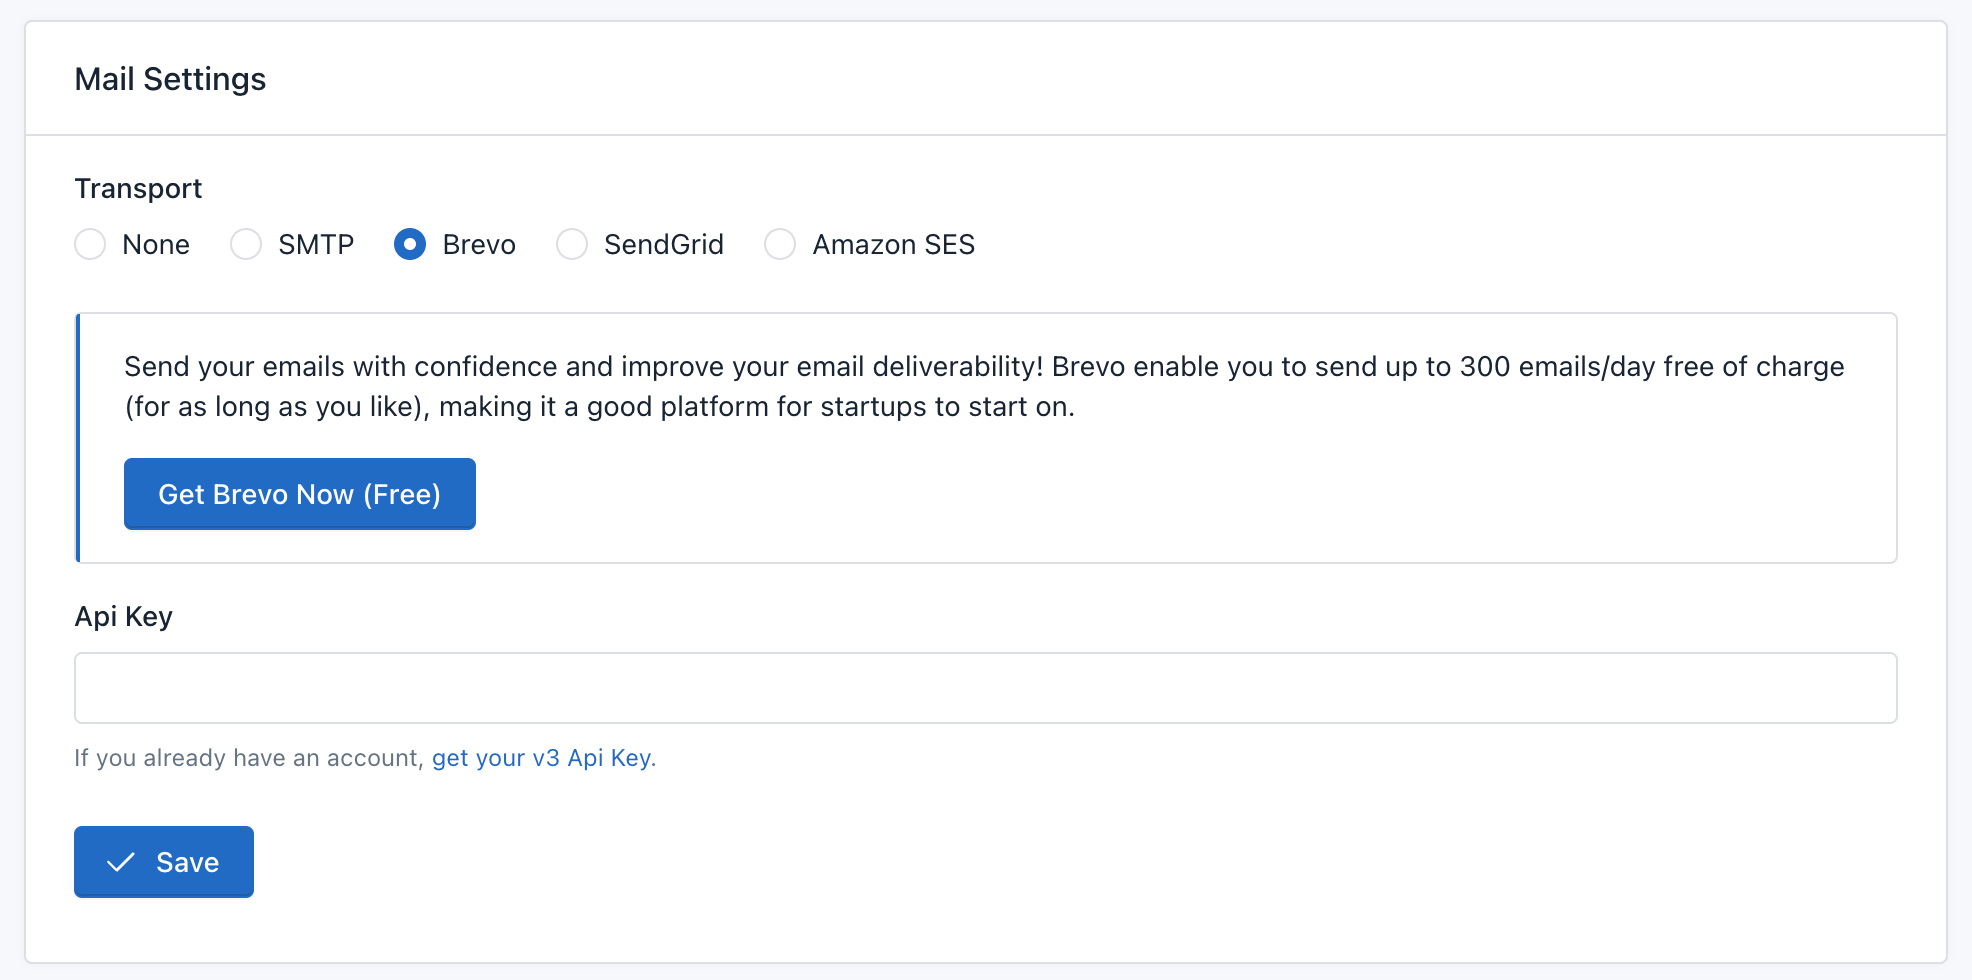 Mail Settings
Transport
None SMTP Brevo SendGrid Amazon SES
Send your emails with confidence and improve your email deliverability! Brevo enable you to send up to 300 emails/day free of charge
(for as long as you like), making it a good platform for startups to start on.
Get Brevo Now (Free)
Api Key
If you already have an account, get your v3 Api Key.
Save